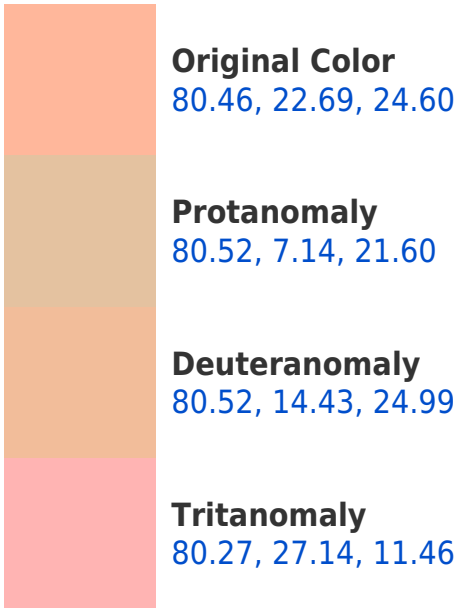 Original Color
80.46, 22.69, 24.60
Protanomaly
80.52, 7.14, 21.60
Deuteranomaly
80.52, 14.43, 24.99
Tritanomaly
80.27, 27.14, 11.46